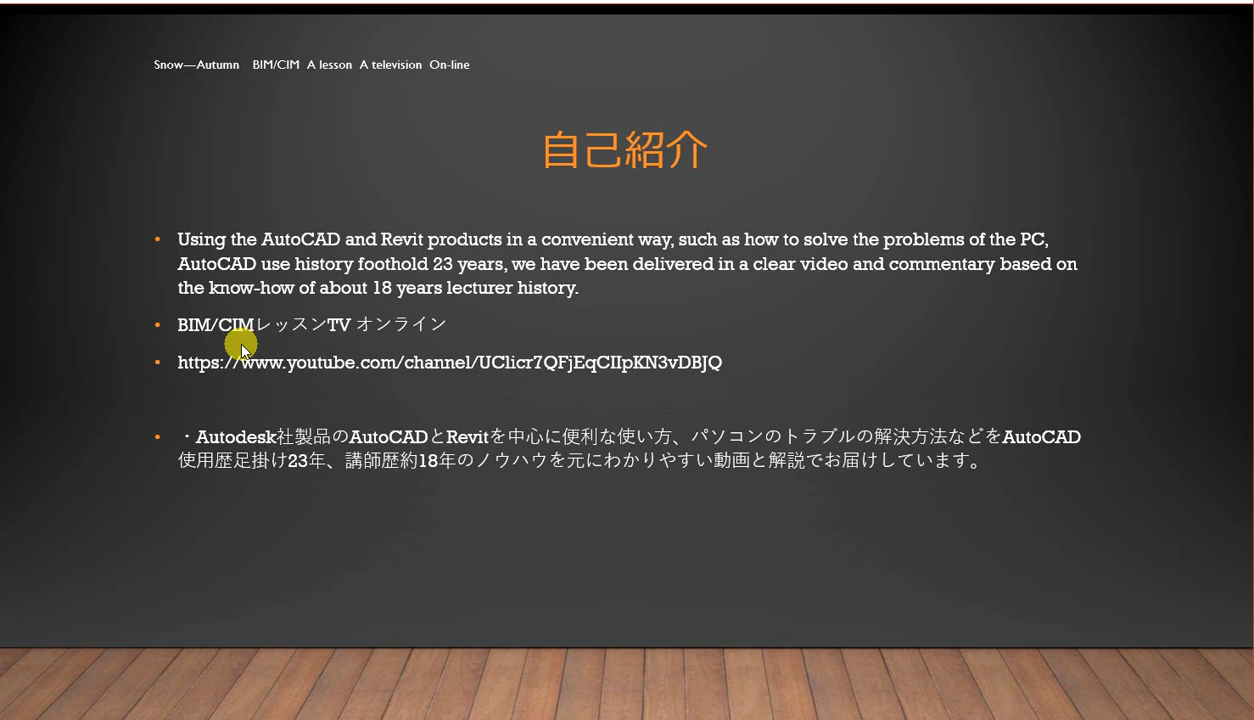 Snow—Autumn BIM/CIM A lesson A television On-line
自己紹介
• Using the AutoCAD and Revit products in a convenient way, such as how to solve the problems of the PC,
AutoCAD use history foothold 23 years, we have been delivered in a clear video and commentary based on
the know-how of about 18 years lecturer history.
• BIM/CIMレッスンTV オンライン
• https://www.youtube.com/channel/UClicr7QFjEqCIIpKN3vDBJQ
• ・Autodesk社製品のAutoCADとRevitを中心に便利な使い方、パソコンのトラブルの解決方法などをAutoCAD
使用歴足掛け23年、講師歴約18年のノウハウを元にわかりやすい動画と解説でお届けしています。